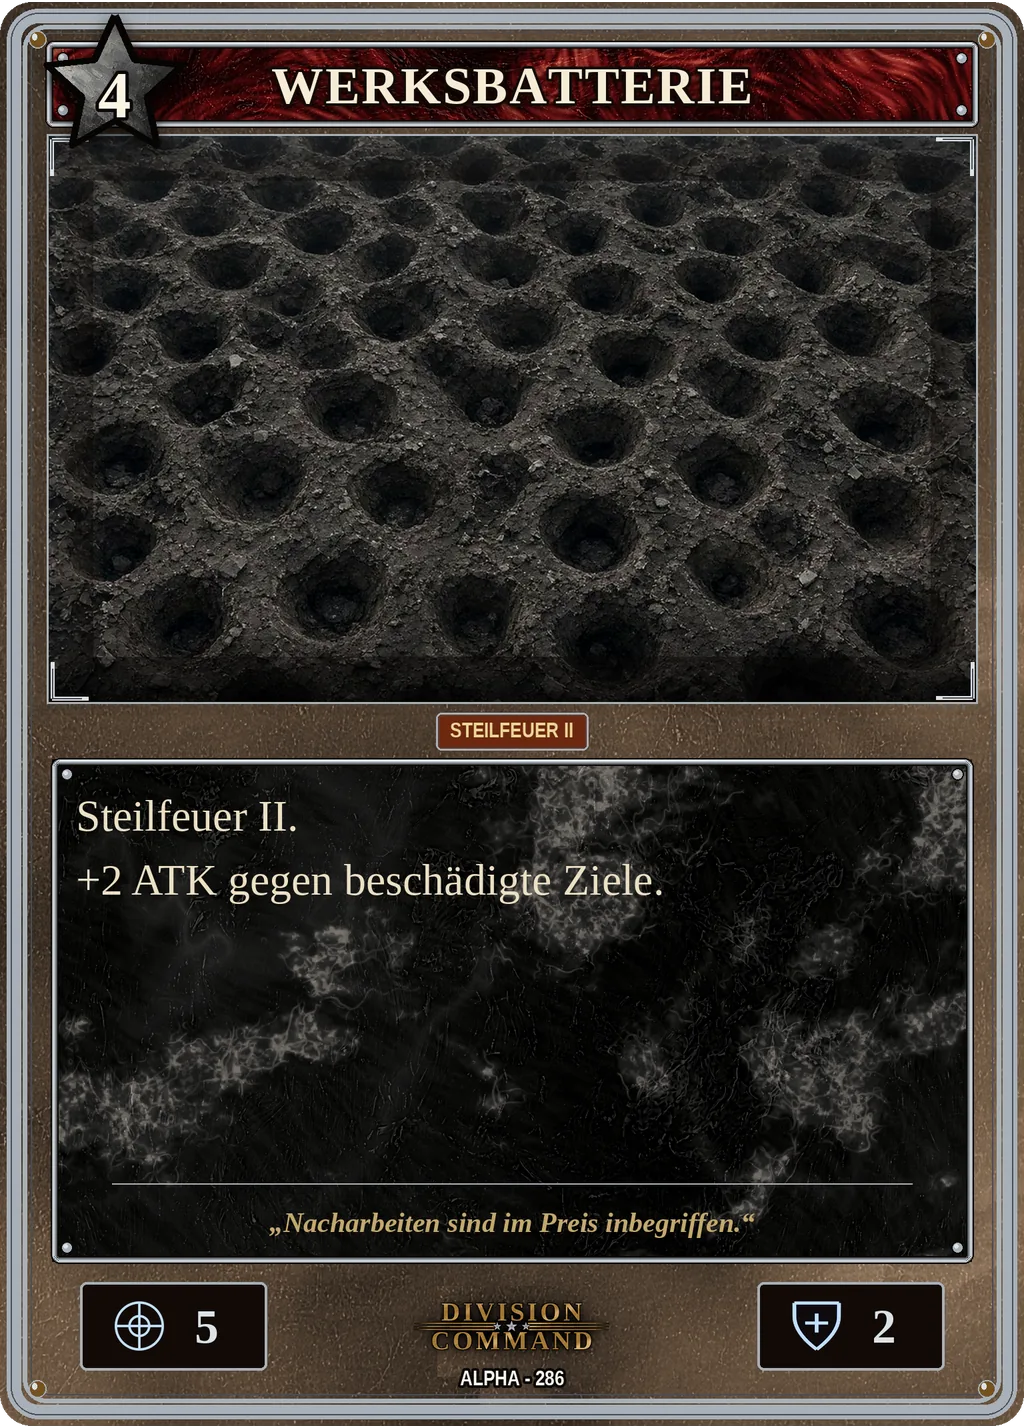 4
WERKSBATTERIE
STEILFEUER II
Steilfeuer II.
+2 ATK gegen beschädigte Ziele.
„Nacharbeiten sind im Preis inbegriffen.“
5
DIVISION
COMMAND
ALPHA - 286
2